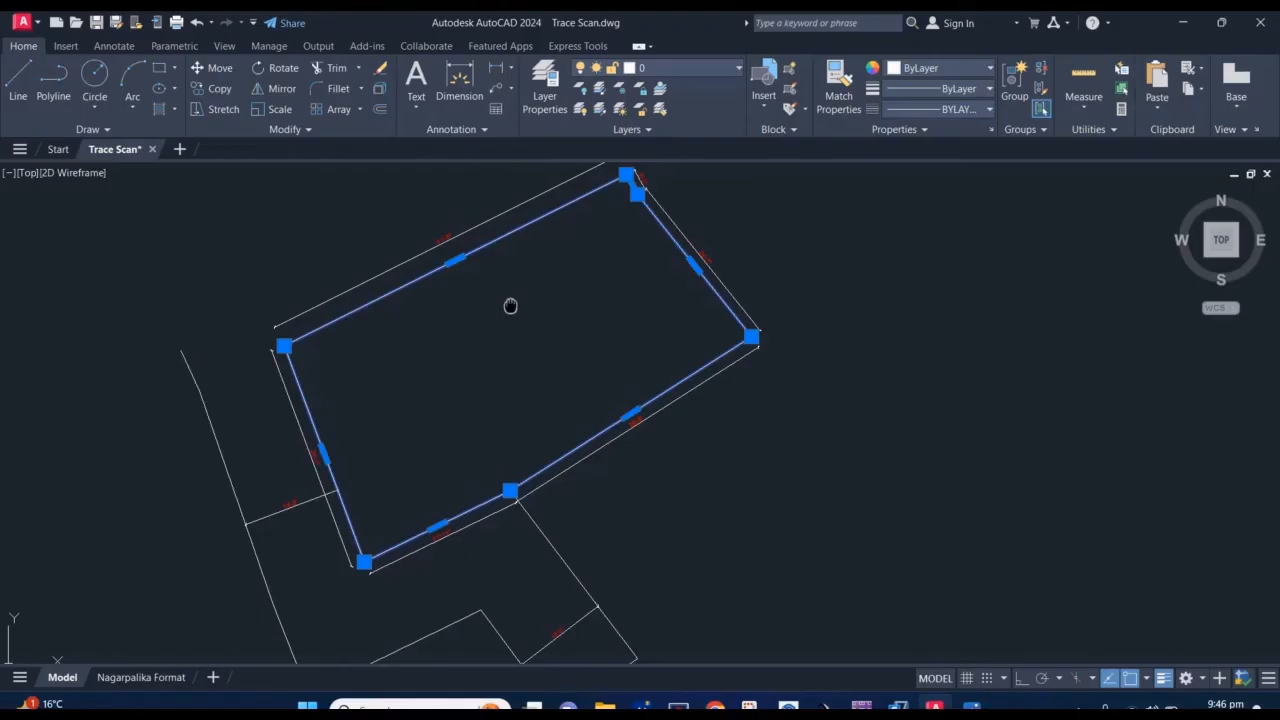 Share
Autodesk AutoCAD 2024 Trace Scan.dwg
Type a keyword or phrase
Sign In
Home Insert Annotate Parametric View Manage Output Add-ins Collaborate Featured Apps Express Tools
Line Polyline Circle Arc
Move Rotate Trim
Copy Mirror Fillet
Stretch Scale Array
Text Dimension
Layer Properties
0
Insert
Match Properties
ByLayer
ByLayer
BYLAY...
Group
Measure
Paste
Base
Draw Modify Annotation Layers Block Properties Groups Utilities Clipboard View
Start Trace Scan*
[−][Top][2D Wireframe]
N
W TOP E
S
WCS
Y
X
Model Nagarpalika Format
MODEL
1
16°C
9:46 pm